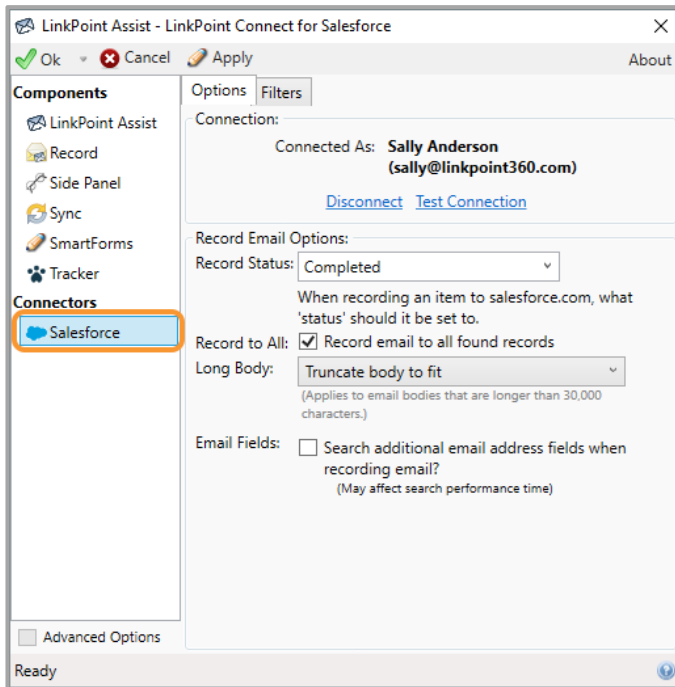 LinkPoint Assist - LinkPoint Connect for Salesforce
Ok Cancel Apply About
Components
LinkPoint Assist
Record
Side Panel
Sync
SmartForms
Tracker
Connectors
Salesforce
Options Filters
Connection:
Connected As: Sally Anderson
(sally@linkpoint360.com)
Disconnect Test Connection
Record Email Options:
Record Status: Completed
When recording an item to salesforce.com, what
'status' should it be set to.
Record to All: Record email to all found records
Long Body: Truncate body to fit
(Applies to email bodies that are longer than 30,000
characters.)
Email Fields: Search additional email address fields when
recording email?
(May affect search performance time)
Advanced Options
Ready